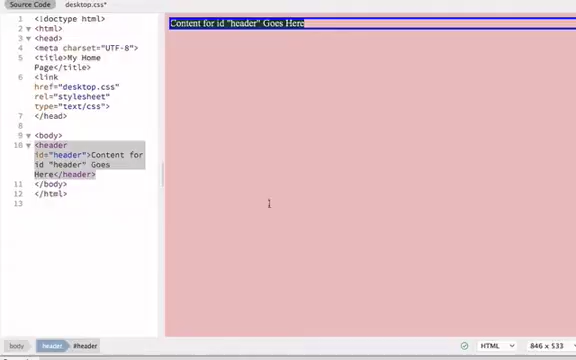 Source Code desktop.css*
Content for id "header" Goes Here
1 <!doctype html>
2 <html>
3 <head>
4 <meta charset="UTF-8">
5 <title>My Home
Page</title>
6 <link
href="desktop.css"
rel="stylesheet"
type="text/css">
7 </head>
8
9 <body>
10 <header
id="header">Content for
id "header" Goes
Here</header>
11 </body>
12 </html>
13
body header #header HTML 846 x 533